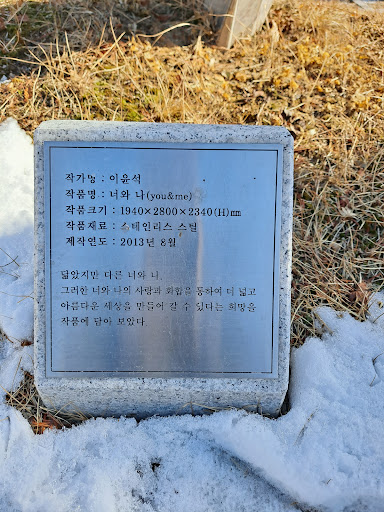 작가명 : 이윤석
작품명 : 너와 나(you&me)
작품크기 : 1940×2800×2340(H)mm
작품재료 : 스테인리스 스틸
제작연도 : 2013년 8월
닮았지만 다른 너와 나.
그러한 너와 나의 사랑과 화합을 통하여 더 넓고
아름다운 세상을 만들어 갈 수 있다는 희망을
작품에 담아 보았다.